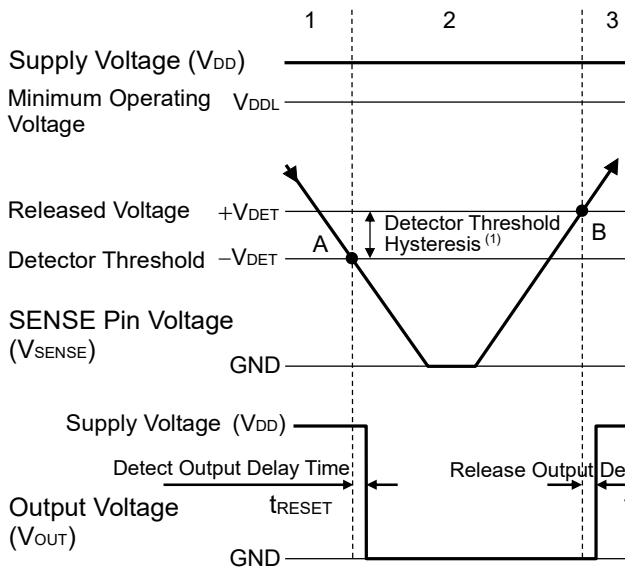 1 2 3
Supply Voltage (VDD)
Minimum Operating Voltage VDDL
Released Voltage +VDET
Detector Threshold Hysteresis (1)
A B
Detector Threshold −VDET
SENSE Pin Voltage
(VSENSE)
GND
Supply Voltage (VDD)
Detect Output Delay Time
Release Output De
tRESET
Output Voltage
(VOUT)
GND